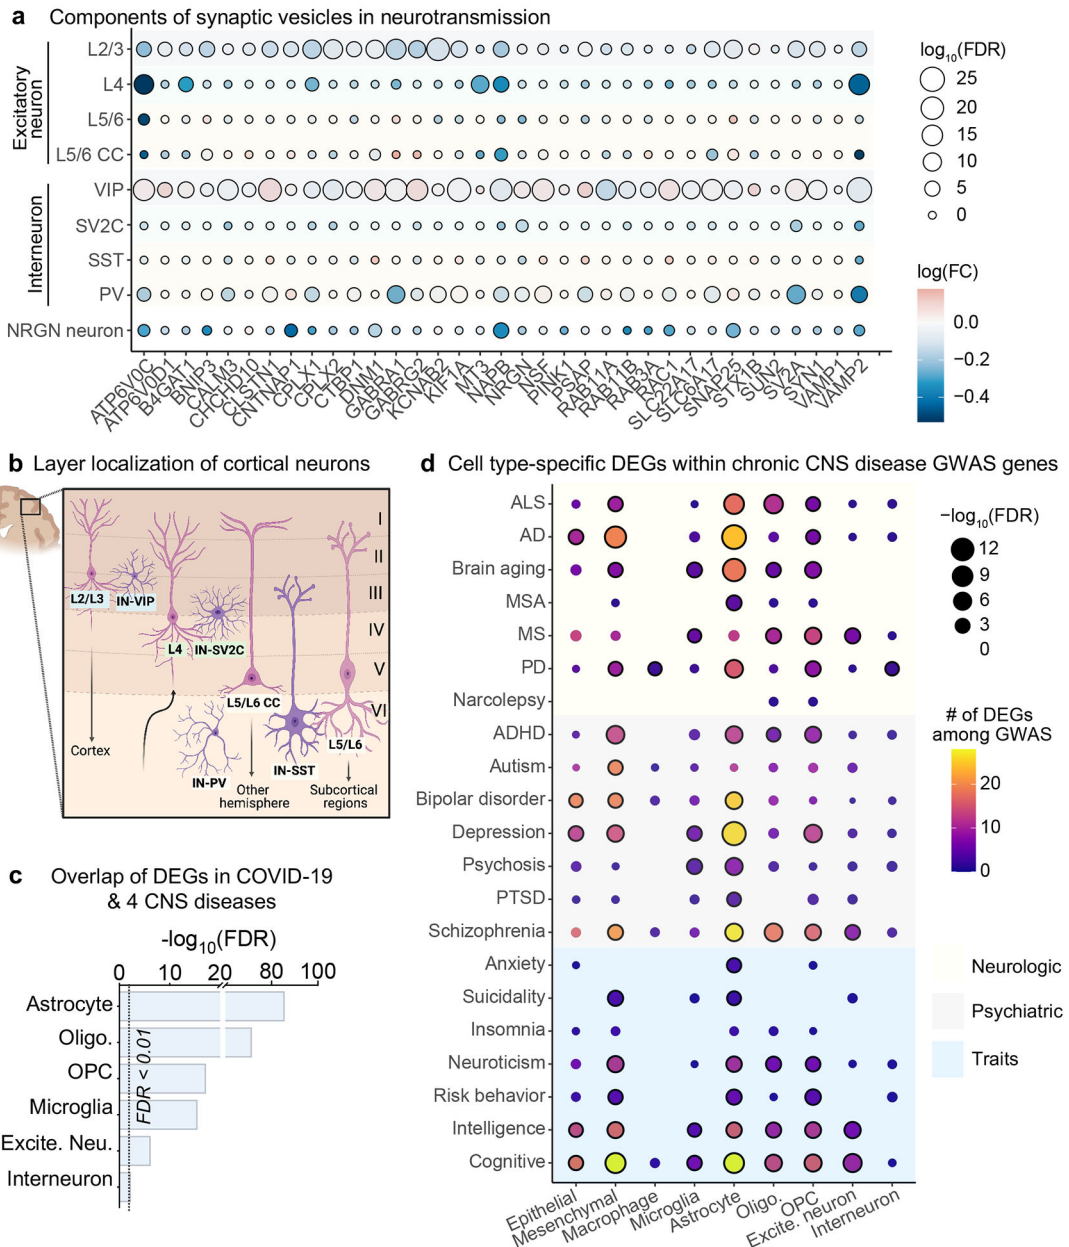 a Components of synaptic vesicles in neurotransmission
Excitatory
neuron
Interneuron
L2/3
L4
L5/6
L5/6 CC
VIP
SV2C
SST
PV
NRGN neuron
ATP6V0C
ATP6V0D1
B4GAT1
BNIP3
CALM3
CHCHD10
CLSTN1
CNTNAP1
CPLX1
CPLX2
CTBP1
DNM1
GABRA1
GABRG2
KCNAB2
KIF1A
MT3
NAPB
NRGN
NSF
PNK1
PSAP
RAB11A
RAB11B
RAB3A
RAC1
SLC22A17
SLC6A17
SNAP25
STX1B
SUN2
SV2A
SYN1
VAMP1
VAMP2
log10(FDR)
25
20
15
10
5
0
log(FC)
0.0
−0.2
−0.4
b Layer localization of cortical neurons
I
II
III
IV
V
VI
L2/L3
IN-VIP
L4
IN-SV2C
L5/L6 CC
L5/L6
IN-SST
IN-PV
Cortex
Other
hemisphere
Subcortical
regions
c Overlap of DEGs in COVID-19
& 4 CNS diseases
-log10(FDR)
0 10 20 80 100
Astrocyte
Oligo.
OPC
Microglia
Excite. Neu.
Interneuron
FDR < 0.01
d Cell type-specific DEGs within chronic CNS disease GWAS genes
ALS
AD
Brain aging
MSA
MS
PD
Narcolepsy
ADHD
Autism
Bipolar disorder
Depression
Psychosis
PTSD
Schizophrenia
Anxiety
Suicidality
Insomnia
Neuroticism
Risk behavior
Intelligence
Cognitive
Epithelial
Mesenchymal
Macrophage
Microglia
Astrocyte
Oligo.
OPC
Excite. neuron
Interneuron
−log10(FDR)
12
9
6
3
0
# of DEGs
among GWAS
20
10
0
Neurologic
Psychiatric
Traits